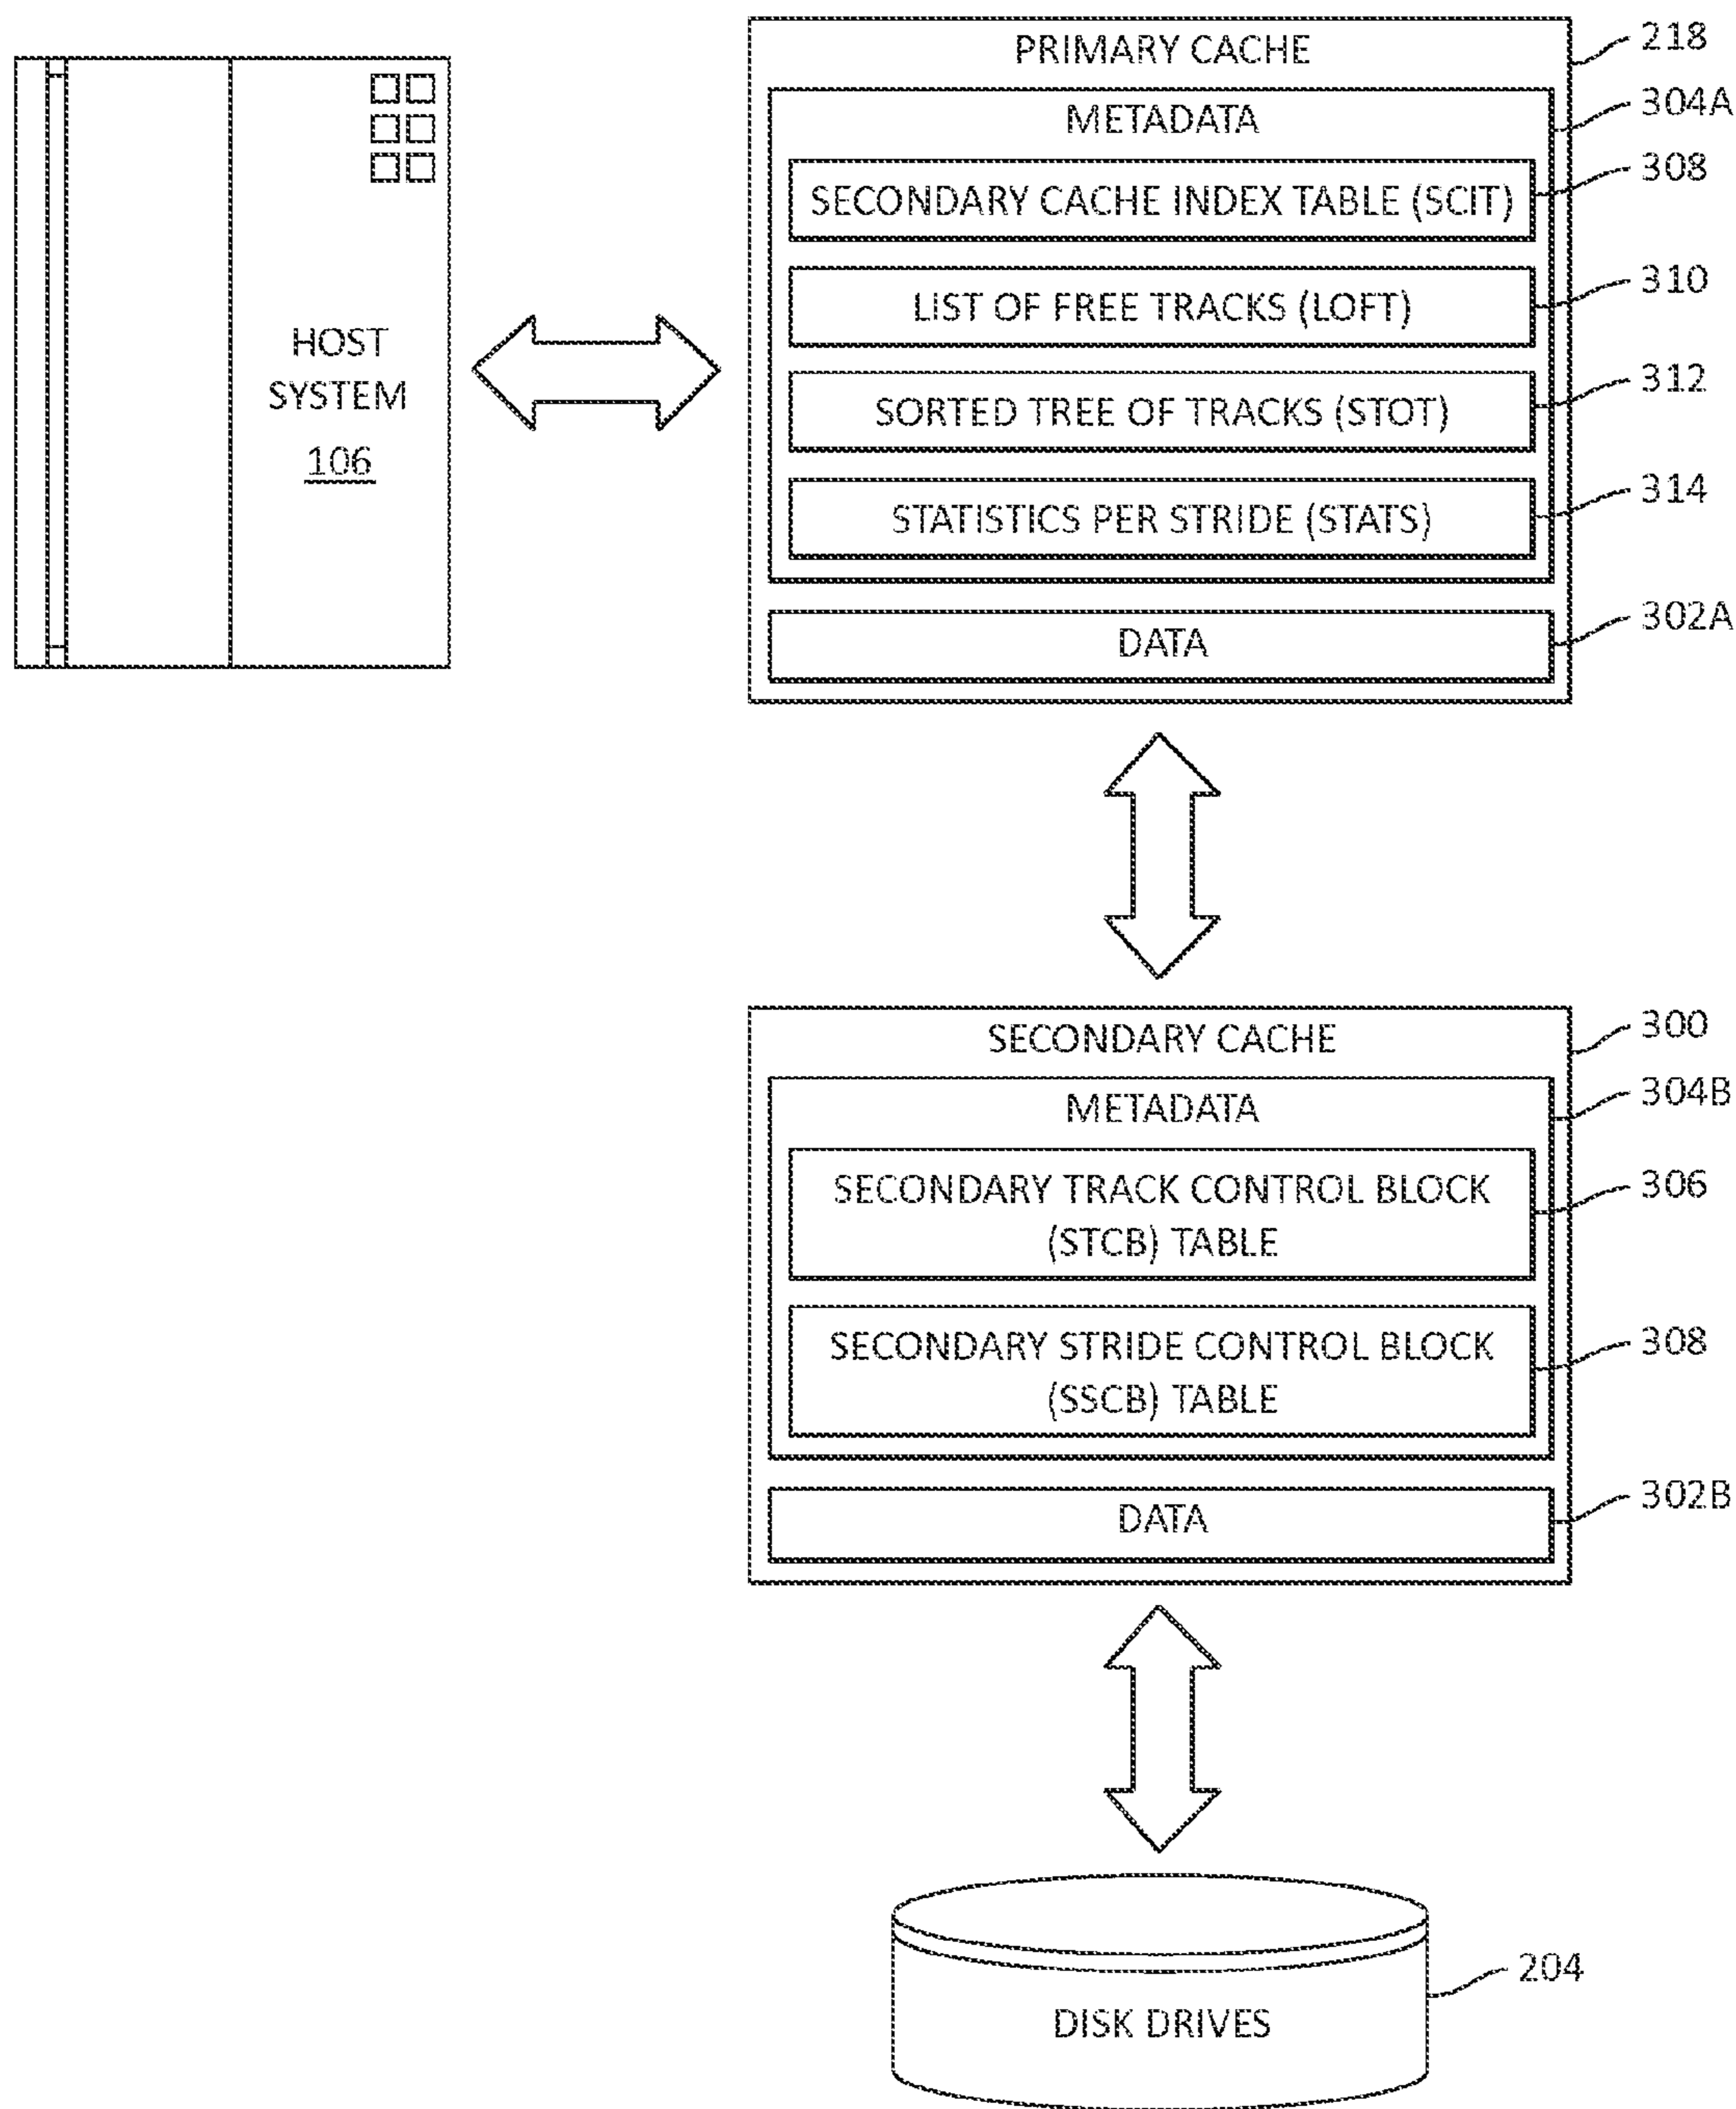 PRIMARY CACHE
218
METADATA
304A
SECONDARY CACHE INDEX TABLE (SCIT)
308
LIST OF FREE TRACKS (LOFT)
310
SORTED TREE OF TRACKS (STOT)
312
STATISTICS PER STRIDE (STATS)
314
DATA
302A
HOST
SYSTEM
106
SECONDARY CACHE
300
METADATA
304B
SECONDARY TRACK CONTROL BLOCK
(STCB) TABLE
306
SECONDARY STRIDE CONTROL BLOCK
(SSCB) TABLE
308
DATA
302B
DISK DRIVES
204